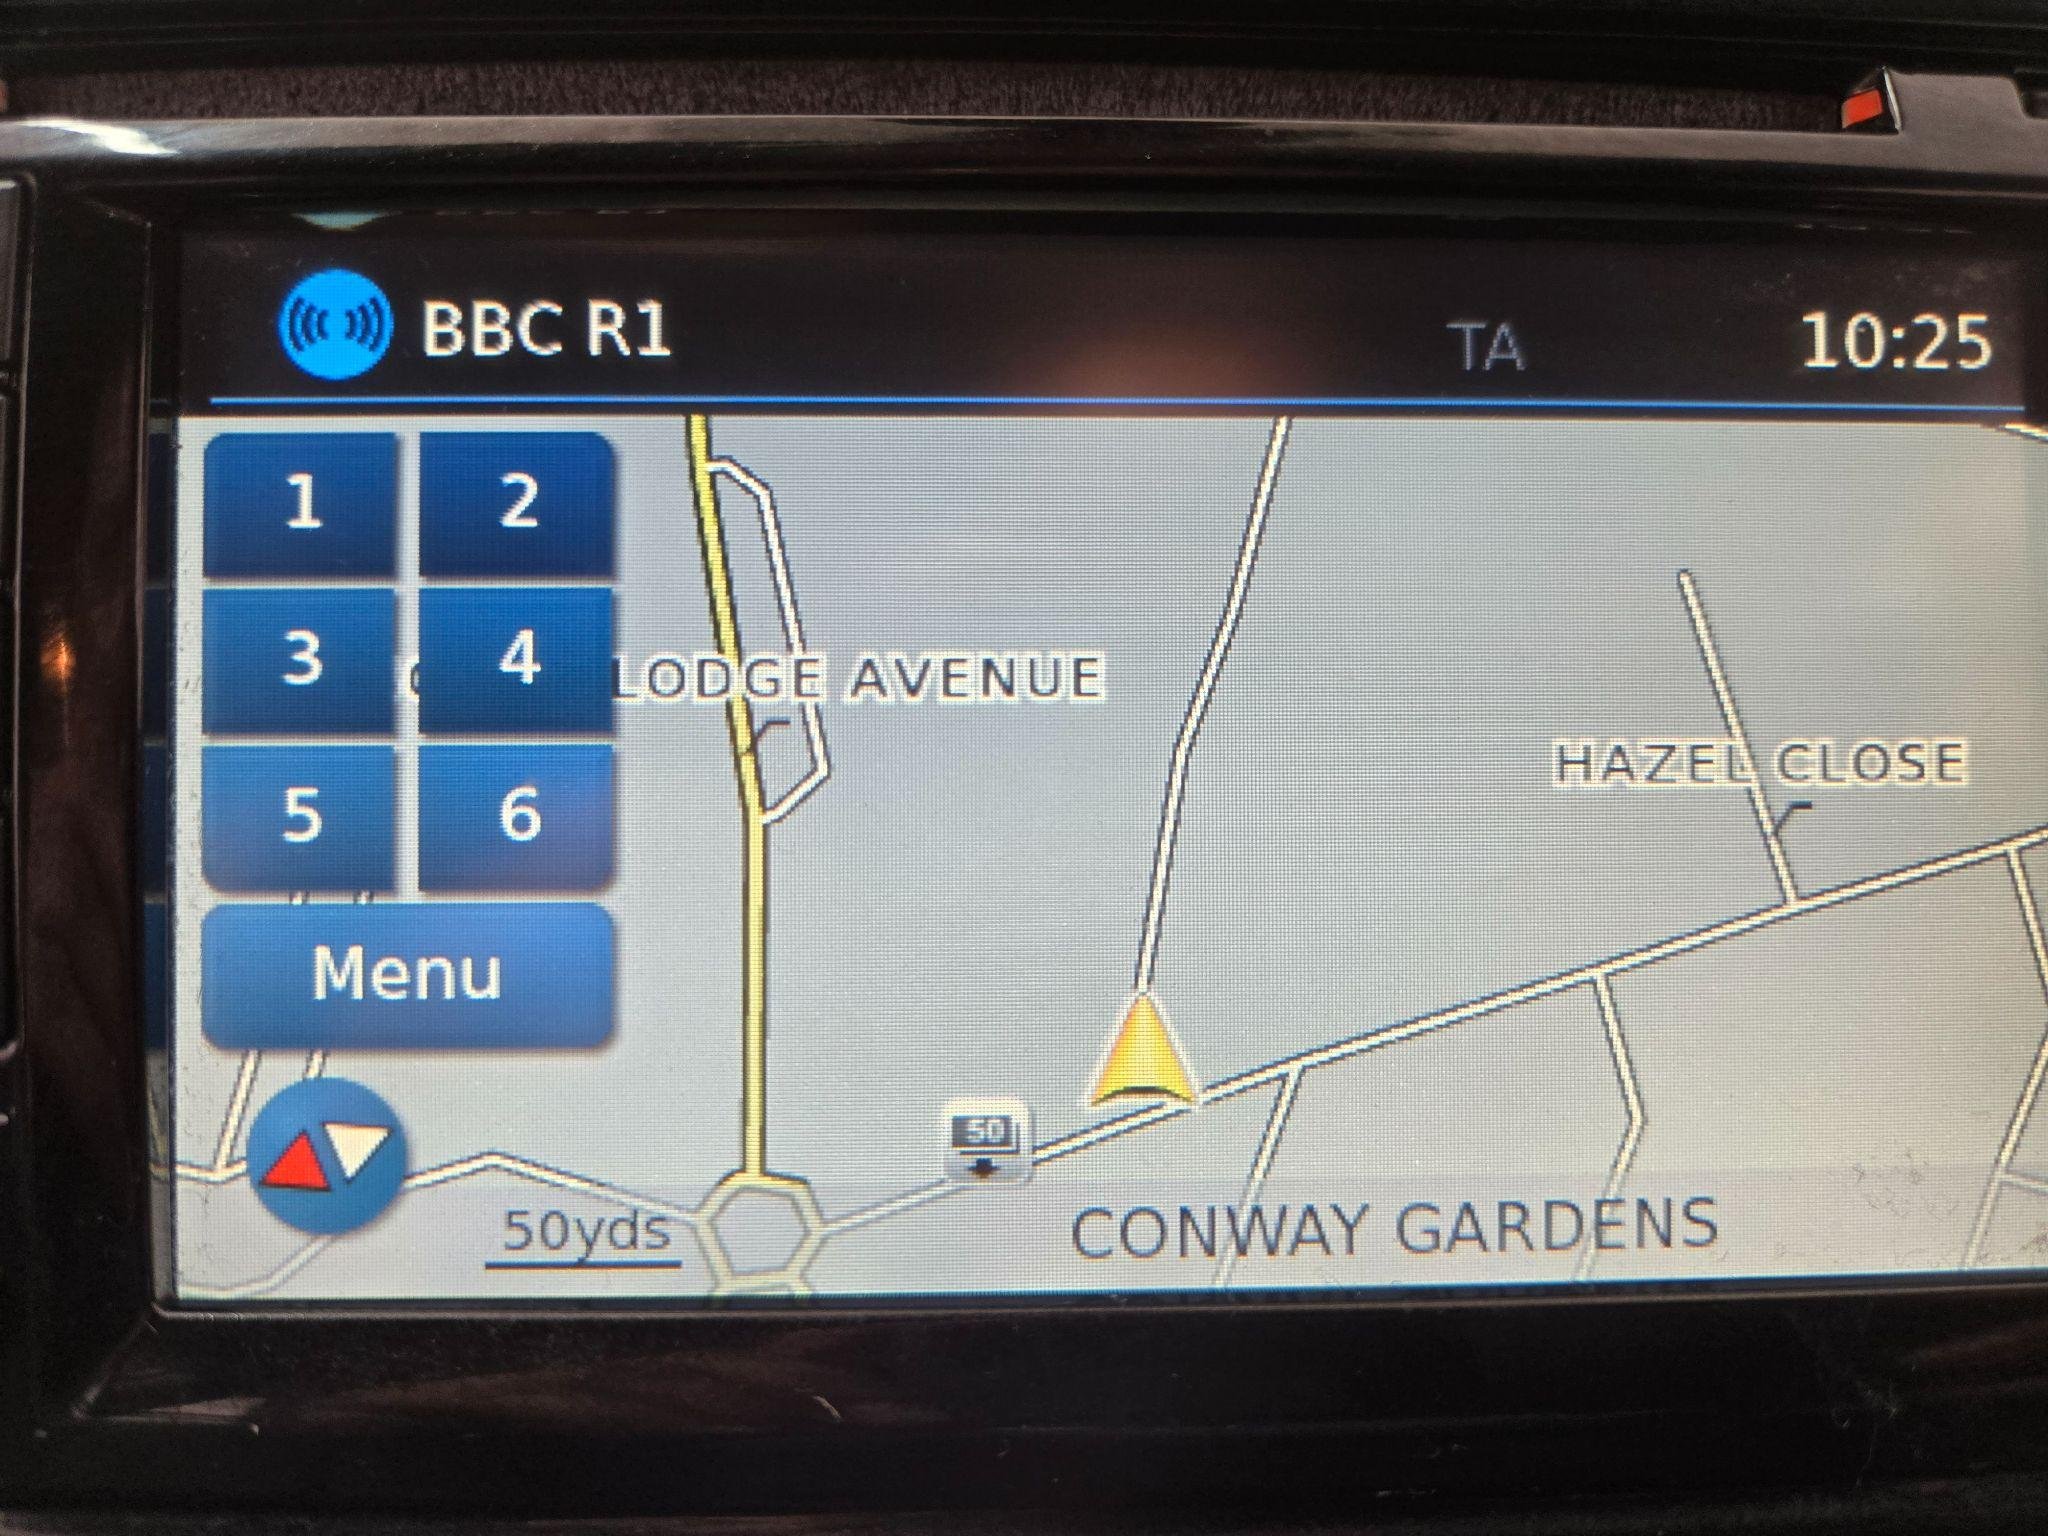 BBC R1
TA
10:25
1
2
3
4
LODGE AVENUE
HAZEL CLOSE
5
6
Menu
50
50yds
CONWAY GARDENS